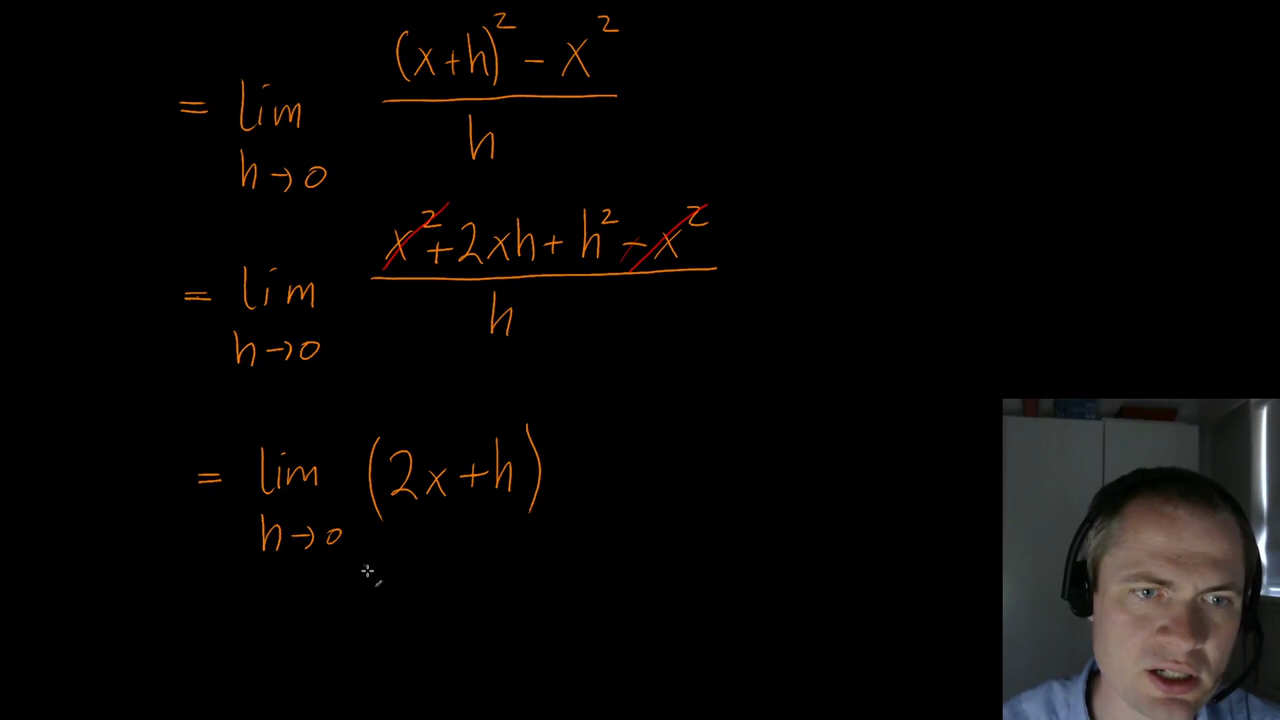 = lim (x+h)² - x²
h→0 h
= lim x² + 2xh + h² - x²
h→0 h
= lim (2x+h)
h→0